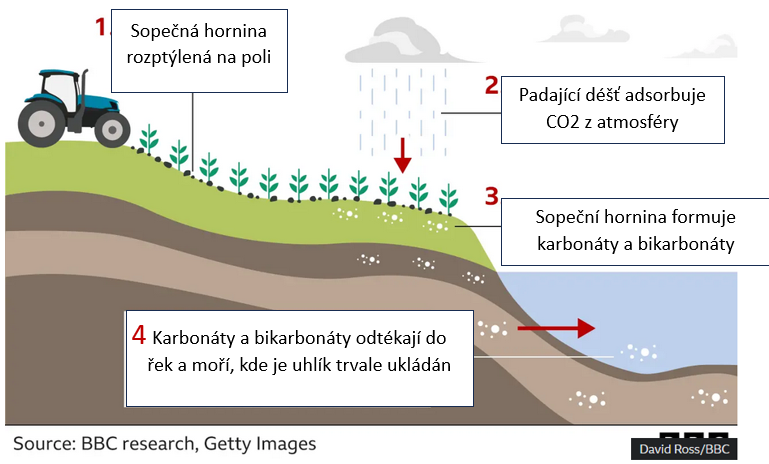 1.
Sopečná hornina
rozptýlená na poli
2
Padající déšť adsorbuje
CO2 z atmosféry
3
Sopeční hornina formuje
karbonáty a bikarbonáty
4 Karbonáty a bikarbonáty odtékají do
řek a moří, kde je uhlík trvale ukládán
Source: BBC research, Getty Images
David Ross/BBC